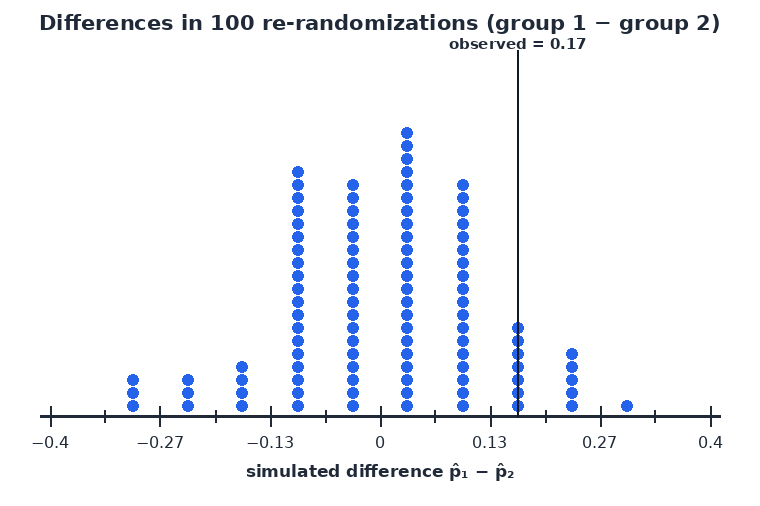 Differences in 100 re-randomizations (group 1 − group 2)
observed = 0.17
−0.4 −0.27 −0.13 0 0.13 0.27 0.4
simulated difference p̂₁ − p̂₂